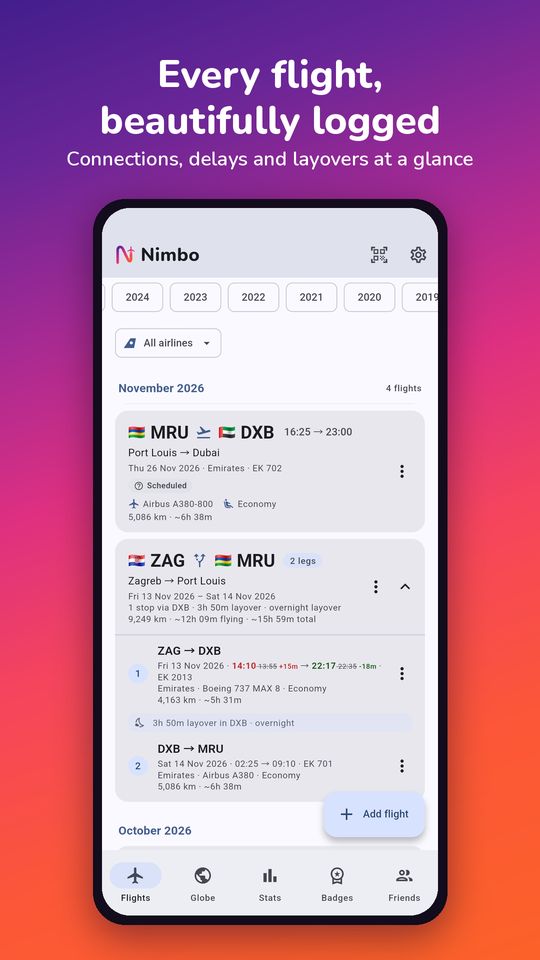 Every flight,
beautifully logged
Connections, delays and layovers at a glance
Nimbo
2024 2023 2022 2021 2020 2019
All airlines
November 2026 4 flights
MRU DXB 16:25 → 23:00
Port Louis → Dubai
Thu 26 Nov 2026 · Emirates · EK 702
Scheduled
Airbus A380-800 Economy
5,086 km · ~6h 38m
ZAG MRU 2 legs
Zagreb → Port Louis
Fri 13 Nov 2026 – Sat 14 Nov 2026
1 stop via DXB · 3h 50m layover · overnight layover
9,249 km · ~12h 09m flying · ~15h 59m total
ZAG → DXB
1 Fri 13 Nov 2026 · 14:10 13:55 +15m → 22:17 22:35 -18m ·
EK 2013
Emirates · Boeing 737 MAX 8 · Economy
4,163 km · ~5h 31m
3h 50m layover in DXB · overnight
DXB → MRU
2 Sat 14 Nov 2026 · 02:25 → 09:10 · EK 701
Emirates · Airbus A380 · Economy
5,086 km · ~6h 38m
Add flight
October 2026
Flights Globe Stats Badges Friends